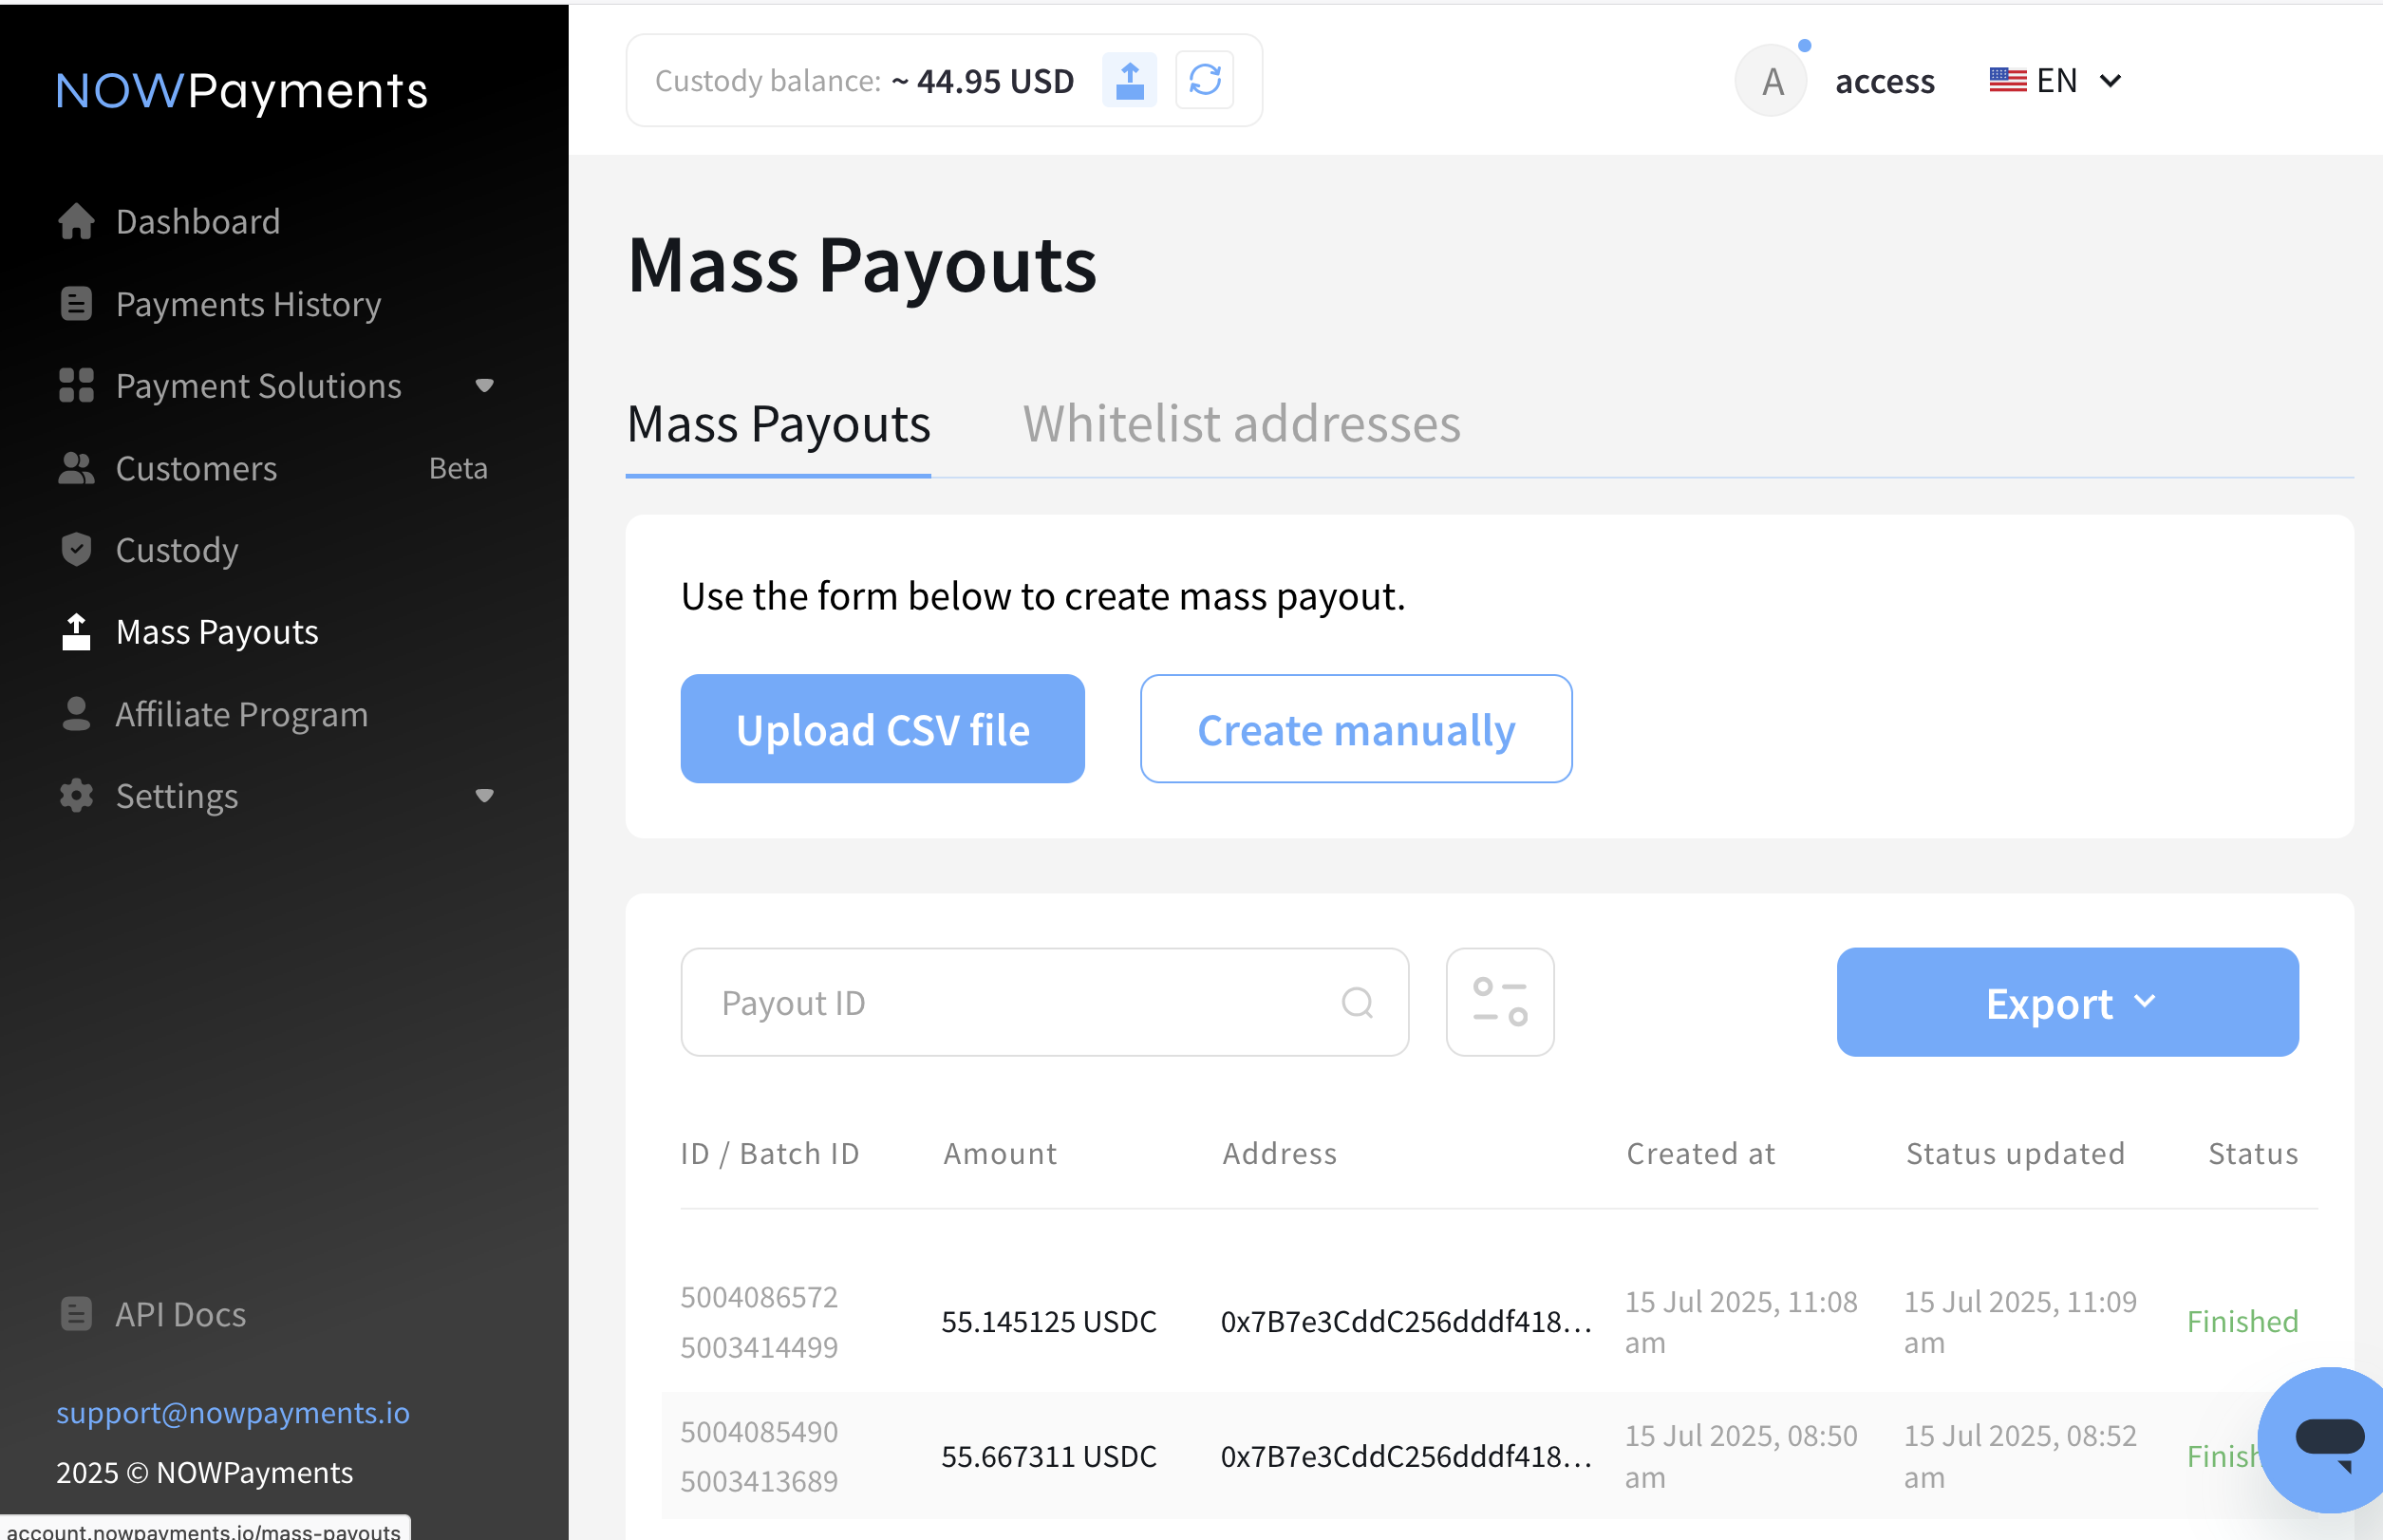 NOWPayments
Custody balance: ~ 44.95 USD
A
access
EN
Dashboard
Payments History
Payment Solutions
Customers Beta
Custody
Mass Payouts
Affiliate Program
Settings
API Docs
support@nowpayments.io
2025 © NOWPayments
account.nowpayments.io/mass-payouts
Mass Payouts
Mass Payouts Whitelist addresses
Use the form below to create mass payout.
Upload CSV file Create manually
Payout ID
Export
ID / Batch ID Amount Address Created at Status updated Status
5004086572
5003414499
55.145125 USDC
0x7B7e3CddC256dddf418...
15 Jul 2025, 11:08
am
15 Jul 2025, 11:09
am
Finished
5004085490
5003413689
55.667311 USDC
0x7B7e3CddC256dddf418...
15 Jul 2025, 08:50
am
15 Jul 2025, 08:52
am